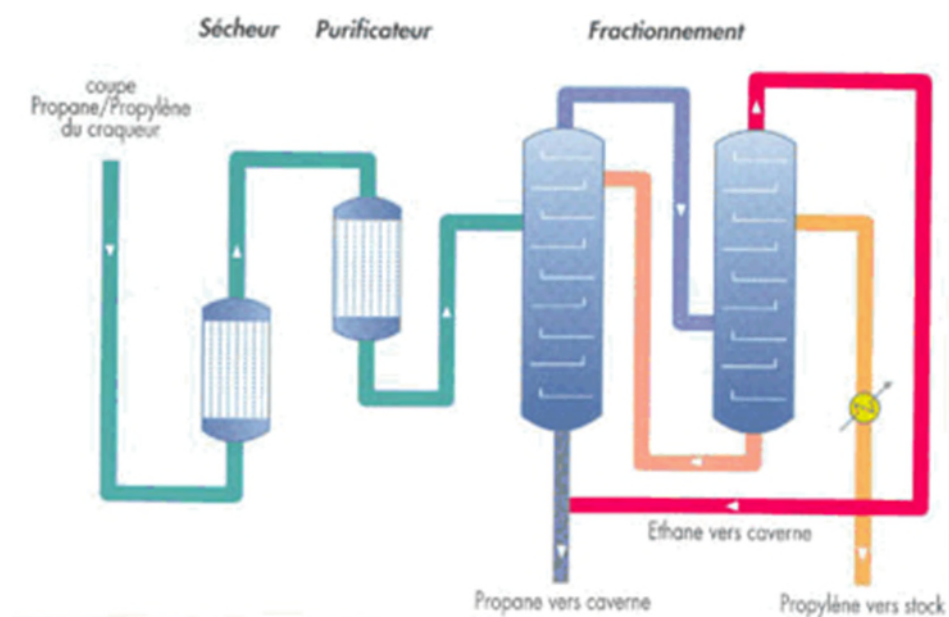 Sécheur
Purificateur
Fractionnement
coupe
Propane/Propylène
du craqueur
Ethane vers caverne
Propane vers caverne
Propylène vers stock